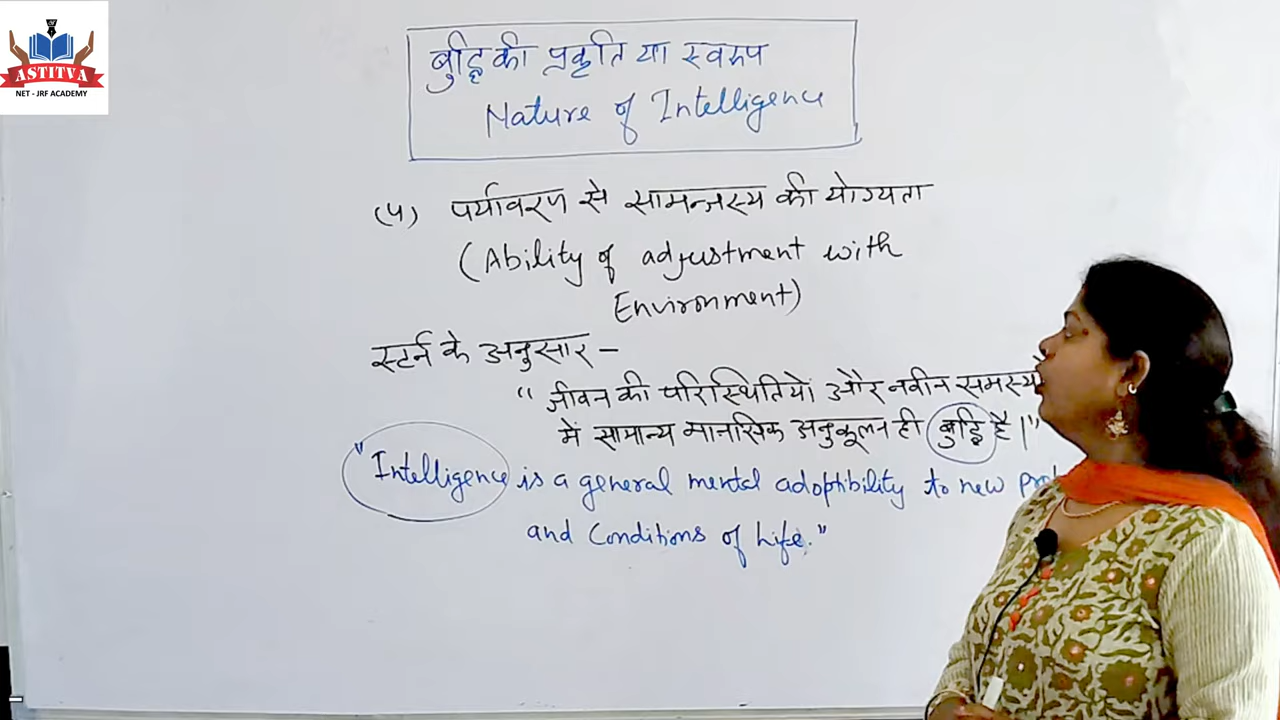 ASTITVA
NET - JRF ACADEMY
बुद्धि की प्रकृति या स्वरूप
Nature of Intelligence
(५) पर्यावरण से सामन्जस्य की योग्यता
(Ability of adjustment with
Environment)
स्टर्न के अनुसार -
“ जीवन की परिस्थितियों और नवीन
में सामान्य मानसिक अनुकूलन ही बुद्धि है।”
"Intelligence is a general mental adoptibility to new
and Conditions of Life."